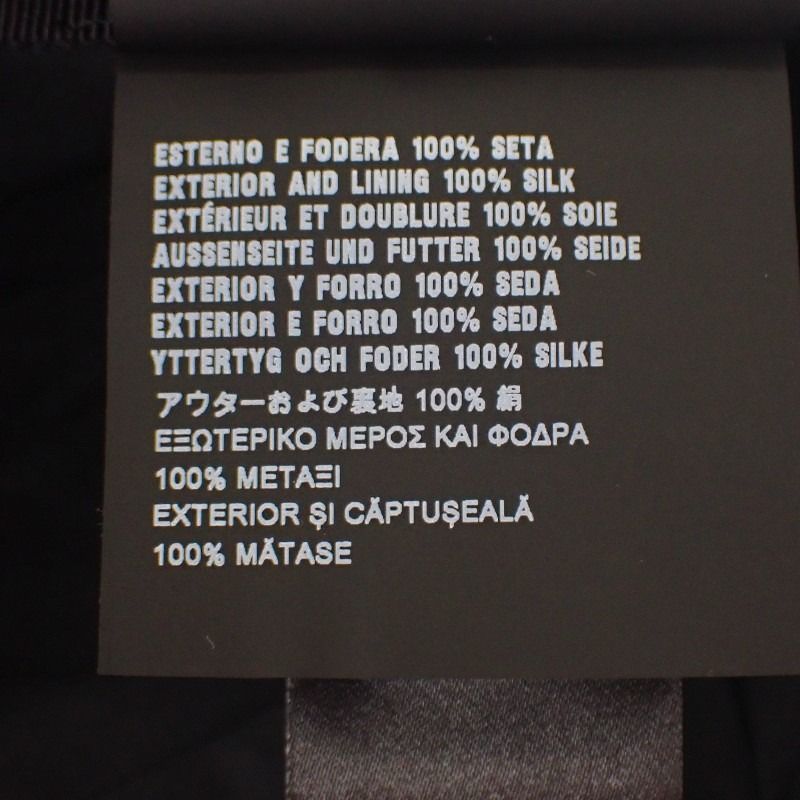 ESTERNO E FODERA 100% SETA
EXTERIOR AND LINING 100% SILK
EXTÉRIEUR ET DOUBLURE 100% SOIE
AUSSENSEITE UND FUTTER 100% SEIDE
EXTERIOR Y FORRO 100% SEDA
EXTERIOR E FORRO 100% SEDA
YTTERTYG OCH FODER 100% SILKE
アウターおよび裏地 100% 絹
ΕΞΩΤΕΡΙΚΟ ΜΕΡΟΣ ΚΑΙ ΦΟΔΡΑ
100% ΜΕΤΑΞΙ
EXTERIOR ŞI CĂPTUŞEALĂ
100% MĂTASE